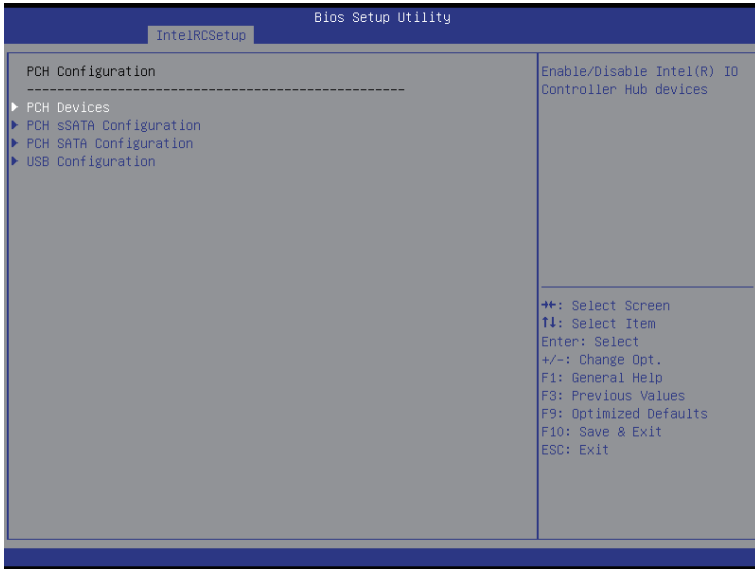 Bios Setup Utility
IntelRCSetup
PCH Configuration
------------------------------------------------
PCH Devices
PCH sSATA Configuration
PCH SATA Configuration
USB Configuration
Enable/Disable Intel(R) IO
Controller Hub devices
→←: Select Screen
↑↓: Select Item
Enter: Select
+/-: Change Opt.
F1: General Help
F3: Previous Values
F9: Optimized Defaults
F10: Save & Exit
ESC: Exit